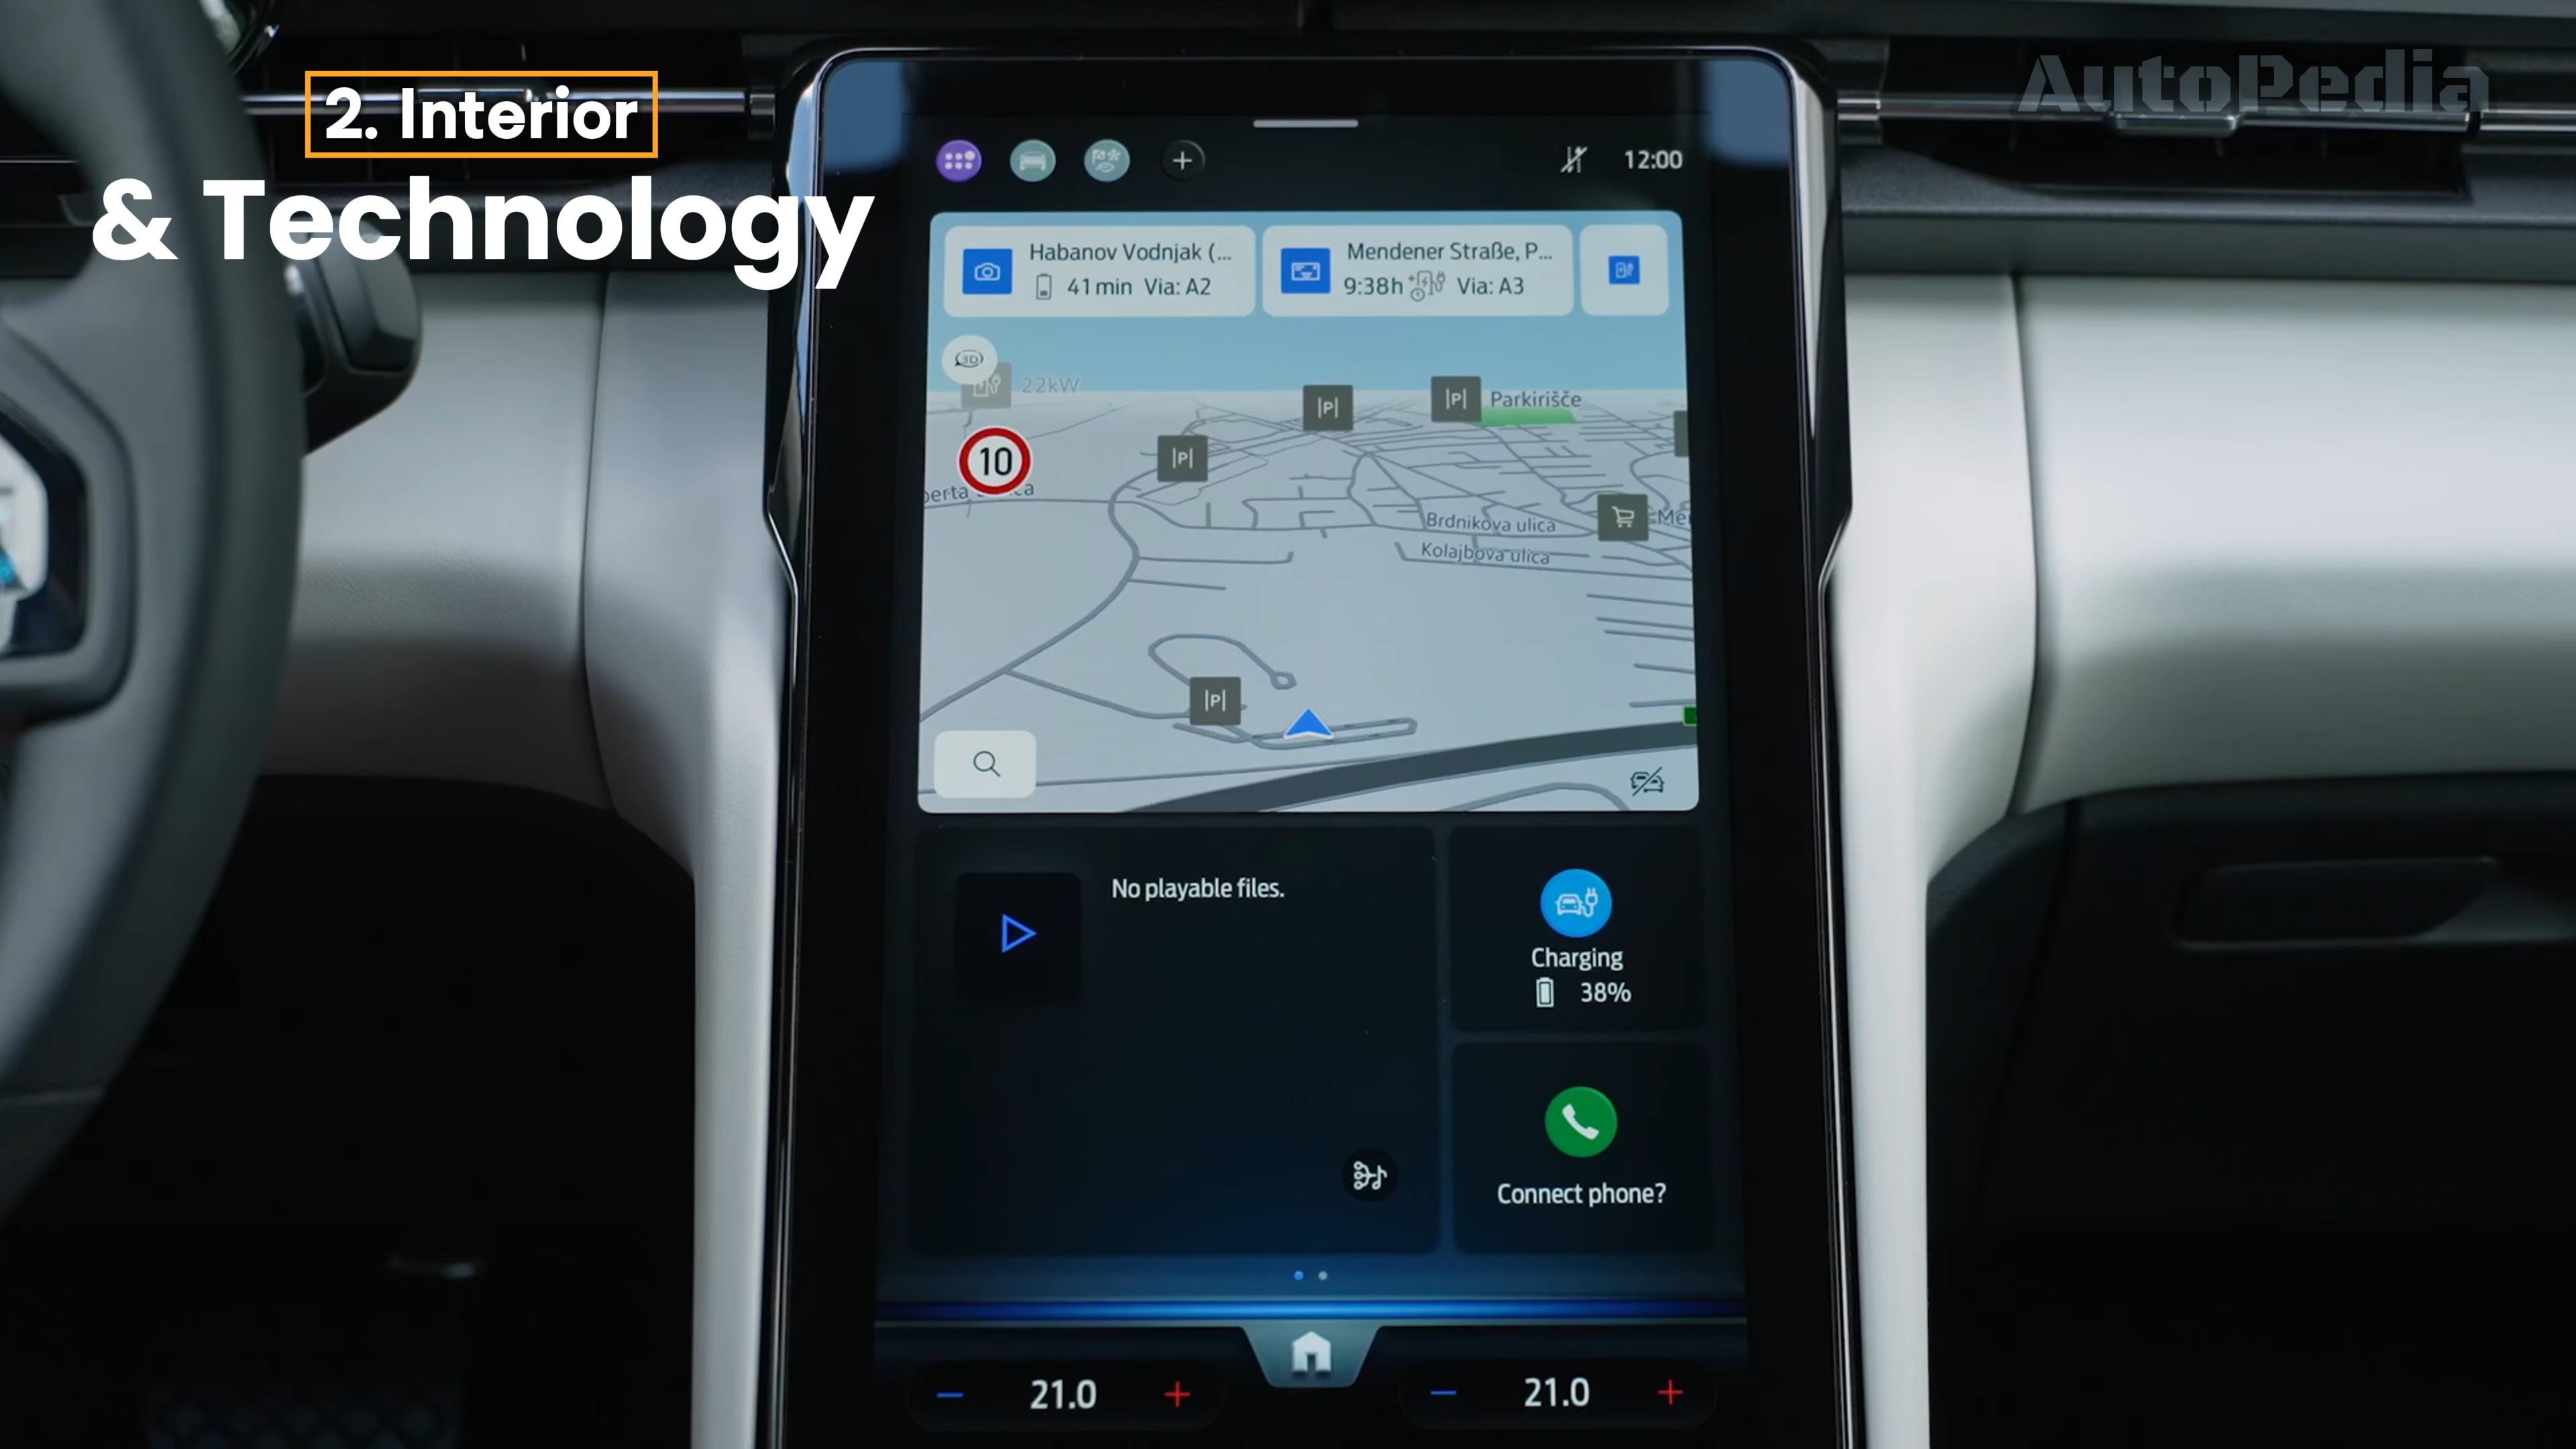 2. Interior
& Technology
AutoPedia
12:00
Habanov Vodnjak (...
41 min Via: A2
Mendener Straße, P...
9:38h Via: A3
3D
22kW
P
P
Parkirišče
10
P
Brdnikova ulica
Kolajbova ulica
P
No playable files.
Charging
38%
Connect phone?
21.0
21.0